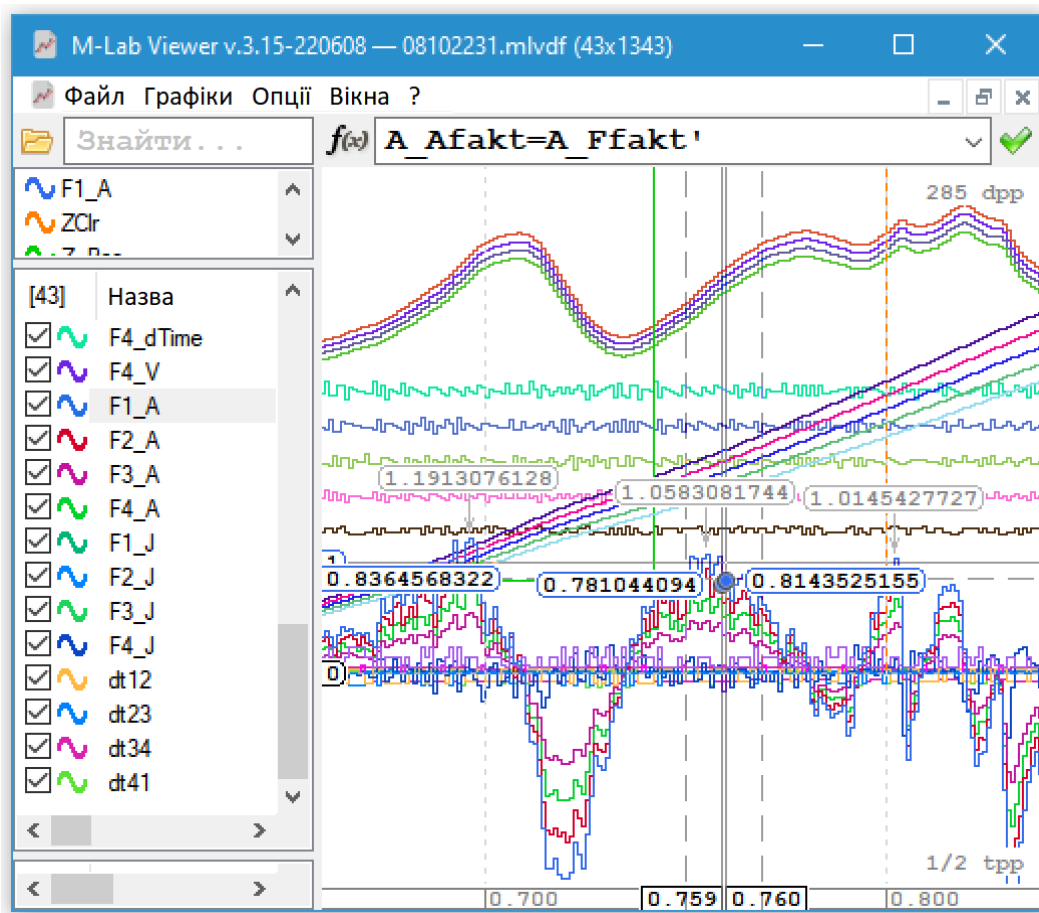 M-Lab Viewer v.3.15-220608 — 08102231.mlvdf (43x1343)
Файл Графіки Опції Вікна ?
Знайти... f(x) A_Afakt=A_Ffakt'
F1_A
ZClr
285 dpp
[43] Назва
F4_dTime
F4_V
F1_A
F2_A
F3_A
F4_A
F1_J
F2_J
F3_J
F4_J
dt12
dt23
dt34
dt41
1.1913076128
1.0583081744
1.0145427727
1
0.8364568322
0.781044094
0.8143525155
0
1/2 tpp
0.700 0.759 0.760 0.800